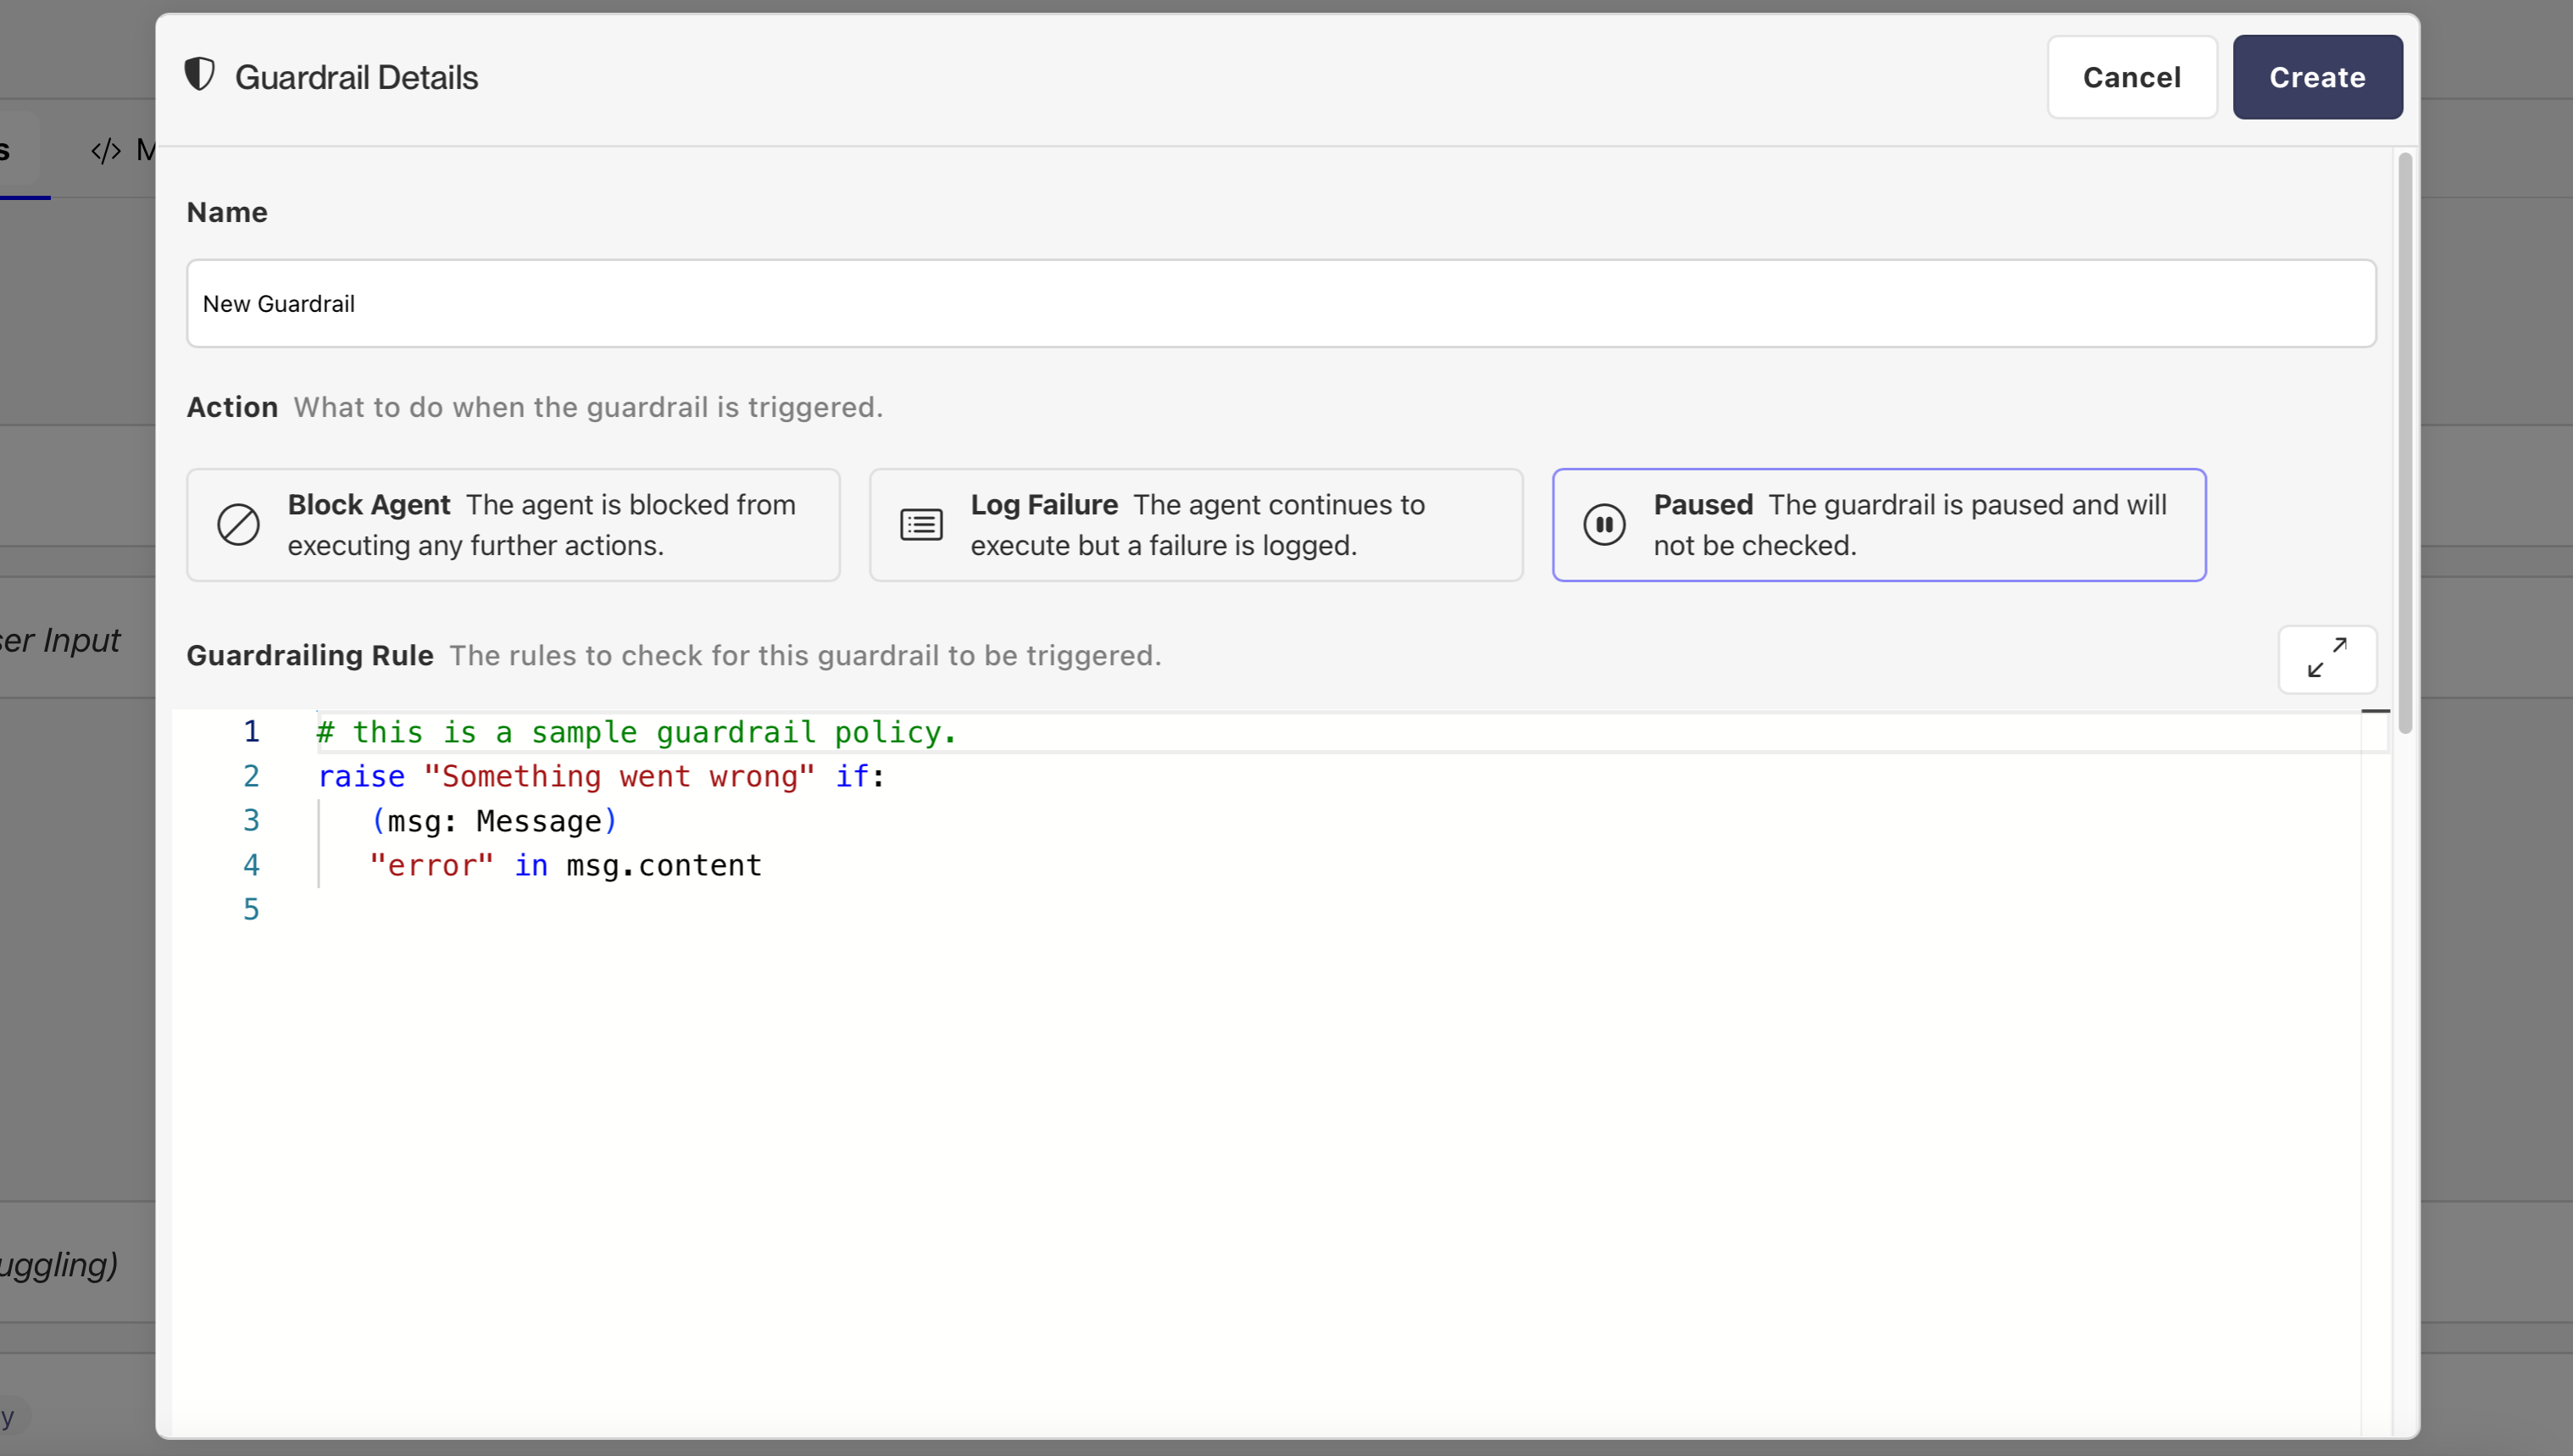 Guardrail Details
Cancel
Create
s
</> M
Name
New Guardrail
Action What to do when the guardrail is triggered.
Block Agent The agent is blocked from
executing any further actions.
Log Failure The agent continues to
execute but a failure is logged.
Paused The guardrail is paused and will
not be checked.
ser Input
Guardrailing Rule The rules to check for this guardrail to be triggered.
1 # this is a sample guardrail policy.
2 raise "Something went wrong" if:
3 (msg: Message)
4 "error" in msg.content
5
uggling)
y